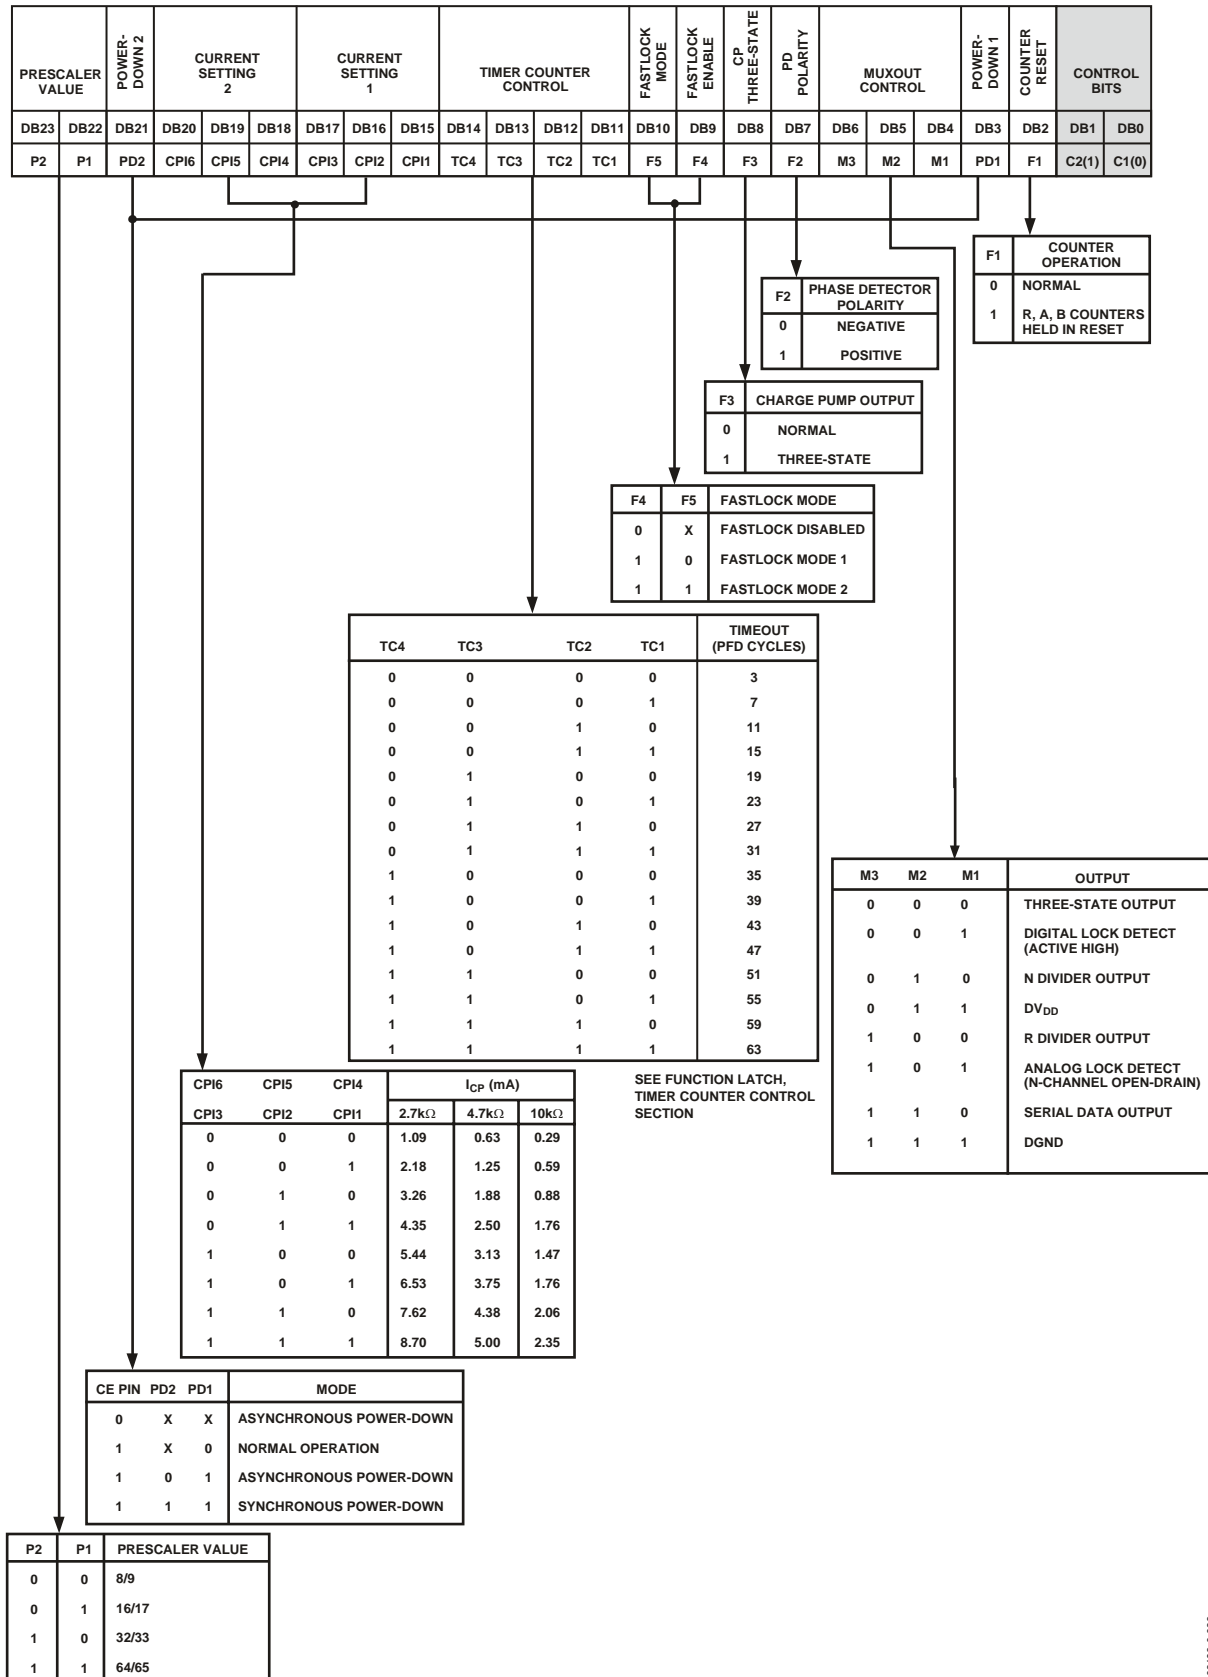 PRESCALER VALUE
POWER-DOWN 2
CURRENT SETTING 2
CURRENT SETTING 1
TIMER COUNTER CONTROL
FASTLOCK MODE
FASTLOCK ENABLE
CP THREE-STATE
PD POLARITY
MUXOUT CONTROL
POWER-DOWN 1
COUNTER RESET
CONTROL BITS
DB23 DB22 DB21 DB20 DB19 DB18 DB17 DB16 DB15 DB14 DB13 DB12 DB11 DB10 DB9 DB8 DB7 DB6 DB5 DB4 DB3 DB2 DB1 DB0
P2 P1 PD2 CPI6 CPI5 CPI4 CPI3 CPI2 CPI1 TC4 TC3 TC2 TC1 F5 F4 F3 F2 M3 M2 M1 PD1 F1 C2(1) C1(0)
F1 COUNTER OPERATION
0 NORMAL
1 R, A, B COUNTERS
HELD IN RESET
F2 PHASE DETECTOR POLARITY
0 NEGATIVE
1 POSITIVE
F3 CHARGE PUMP OUTPUT
0 NORMAL
1 THREE-STATE
F4 F5 FASTLOCK MODE
0 X FASTLOCK DISABLED
1 0 FASTLOCK MODE 1
1 1 FASTLOCK MODE 2
TC4 TC3 TC2 TC1 TIMEOUT (PFD CYCLES)
0 0 0 0 3
0 0 0 1 7
0 0 1 0 11
0 0 1 1 15
0 1 0 0 19
0 1 0 1 23
0 1 1 0 27
0 1 1 1 31
1 0 0 0 35
1 0 0 1 39
1 0 1 0 43
1 0 1 1 47
1 1 0 0 51
1 1 0 1 55
1 1 1 0 59
1 1 1 1 63
SEE FUNCTION LATCH,
TIMER COUNTER CONTROL
SECTION
M3 M2 M1 OUTPUT
0 0 0 THREE-STATE OUTPUT
0 0 1 DIGITAL LOCK DETECT
(ACTIVE HIGH)
0 1 0 N DIVIDER OUTPUT
0 1 1 DVDD
1 0 0 R DIVIDER OUTPUT
1 0 1 ANALOG LOCK DETECT
(N-CHANNEL OPEN-DRAIN)
1 1 0 SERIAL DATA OUTPUT
1 1 1 DGND
CPI6 CPI5 CPI4 ICP (mA)
CPI3 CPI2 CPI1 2.7kΩ 4.7kΩ 10kΩ
0 0 0 1.09 0.63 0.29
0 0 1 2.18 1.25 0.59
0 1 0 3.26 1.88 0.88
0 1 1 4.35 2.50 1.76
1 0 0 5.44 3.13 1.47
1 0 1 6.53 3.75 1.76
1 1 0 7.62 4.38 2.06
1 1 1 8.70 5.00 2.35
CE PIN PD2 PD1 MODE
0 X X ASYNCHRONOUS POWER-DOWN
1 X 0 NORMAL OPERATION
1 0 1 ASYNCHRONOUS POWER-DOWN
1 1 1 SYNCHRONOUS POWER-DOWN
P2 P1 PRESCALER VALUE
0 0 8/9
0 1 16/17
1 0 32/33
1 1 64/65